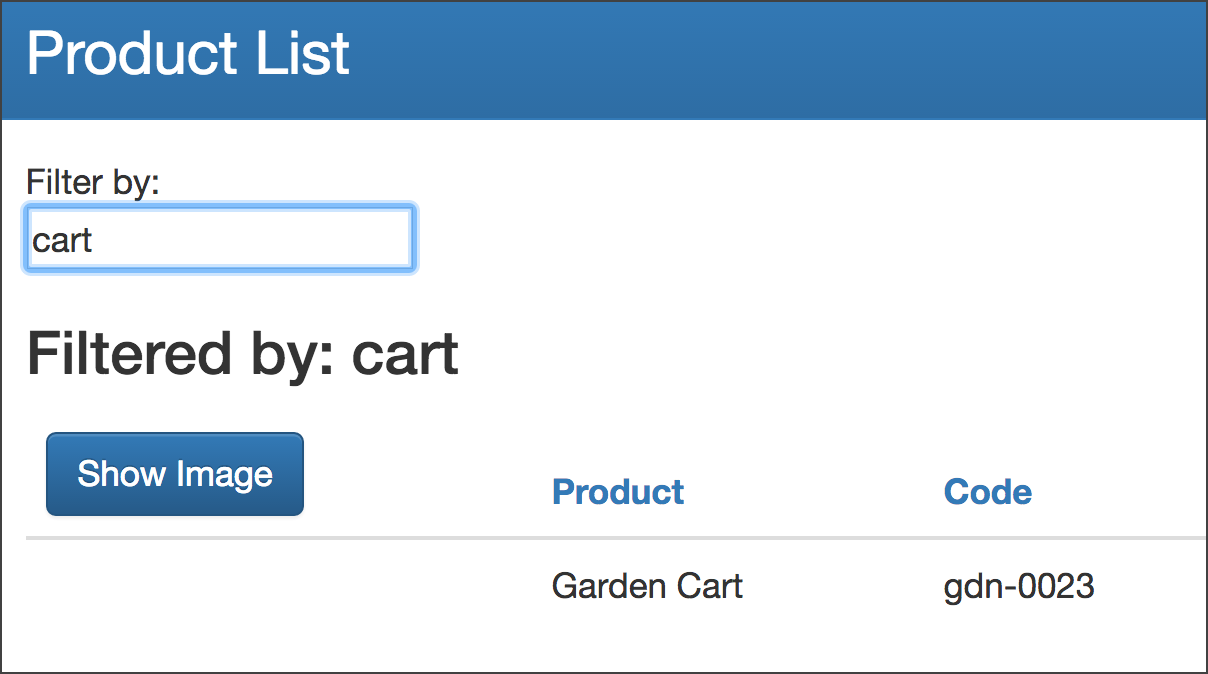 Product List
Filter by:
cart
Filtered by: cart
Show Image
Product Code
Garden Cart gdn-0023